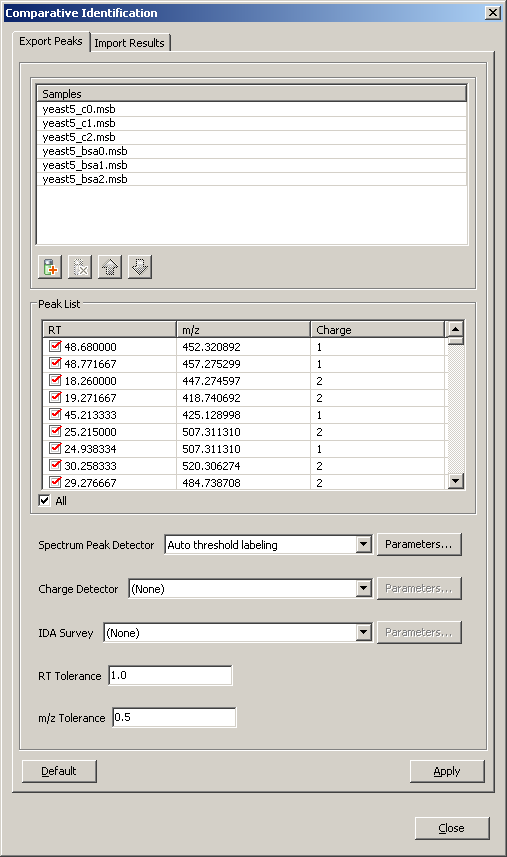 Comparative Identification
Export Peaks Import Results
Samples
yeast5_c0.msb
yeast5_c1.msb
yeast5_c2.msb
yeast5_bsa0.msb
yeast5_bsa1.msb
yeast5_bsa2.msb
Peak List
RT m/z Charge
48.680000 452.320892 1
48.771667 457.275299 1
18.260000 447.274597 2
19.271667 418.740692 2
45.213333 425.128998 1
25.215000 507.311310 2
24.938334 507.311310 1
30.258333 520.306274 2
29.276667 484.738708 2
All
Spectrum Peak Detector Auto threshold labeling Parameters...
Charge Detector (None) Parameters...
IDA Survey (None) Parameters...
RT Tolerance 1.0
m/z Tolerance 0.5
Default Apply
Close